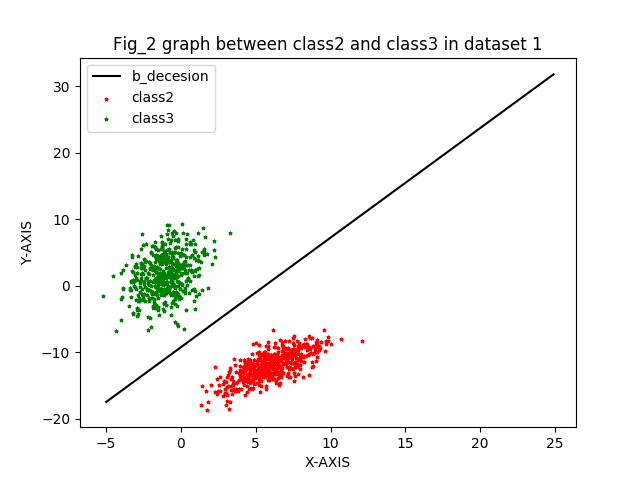 Fig_2 graph between class2 and class3 in dataset 1
b_decesion
class2
class3
30
20
10
0
−10
−20
Y-AXIS
−5 0 5 10 15 20 25
X-AXIS